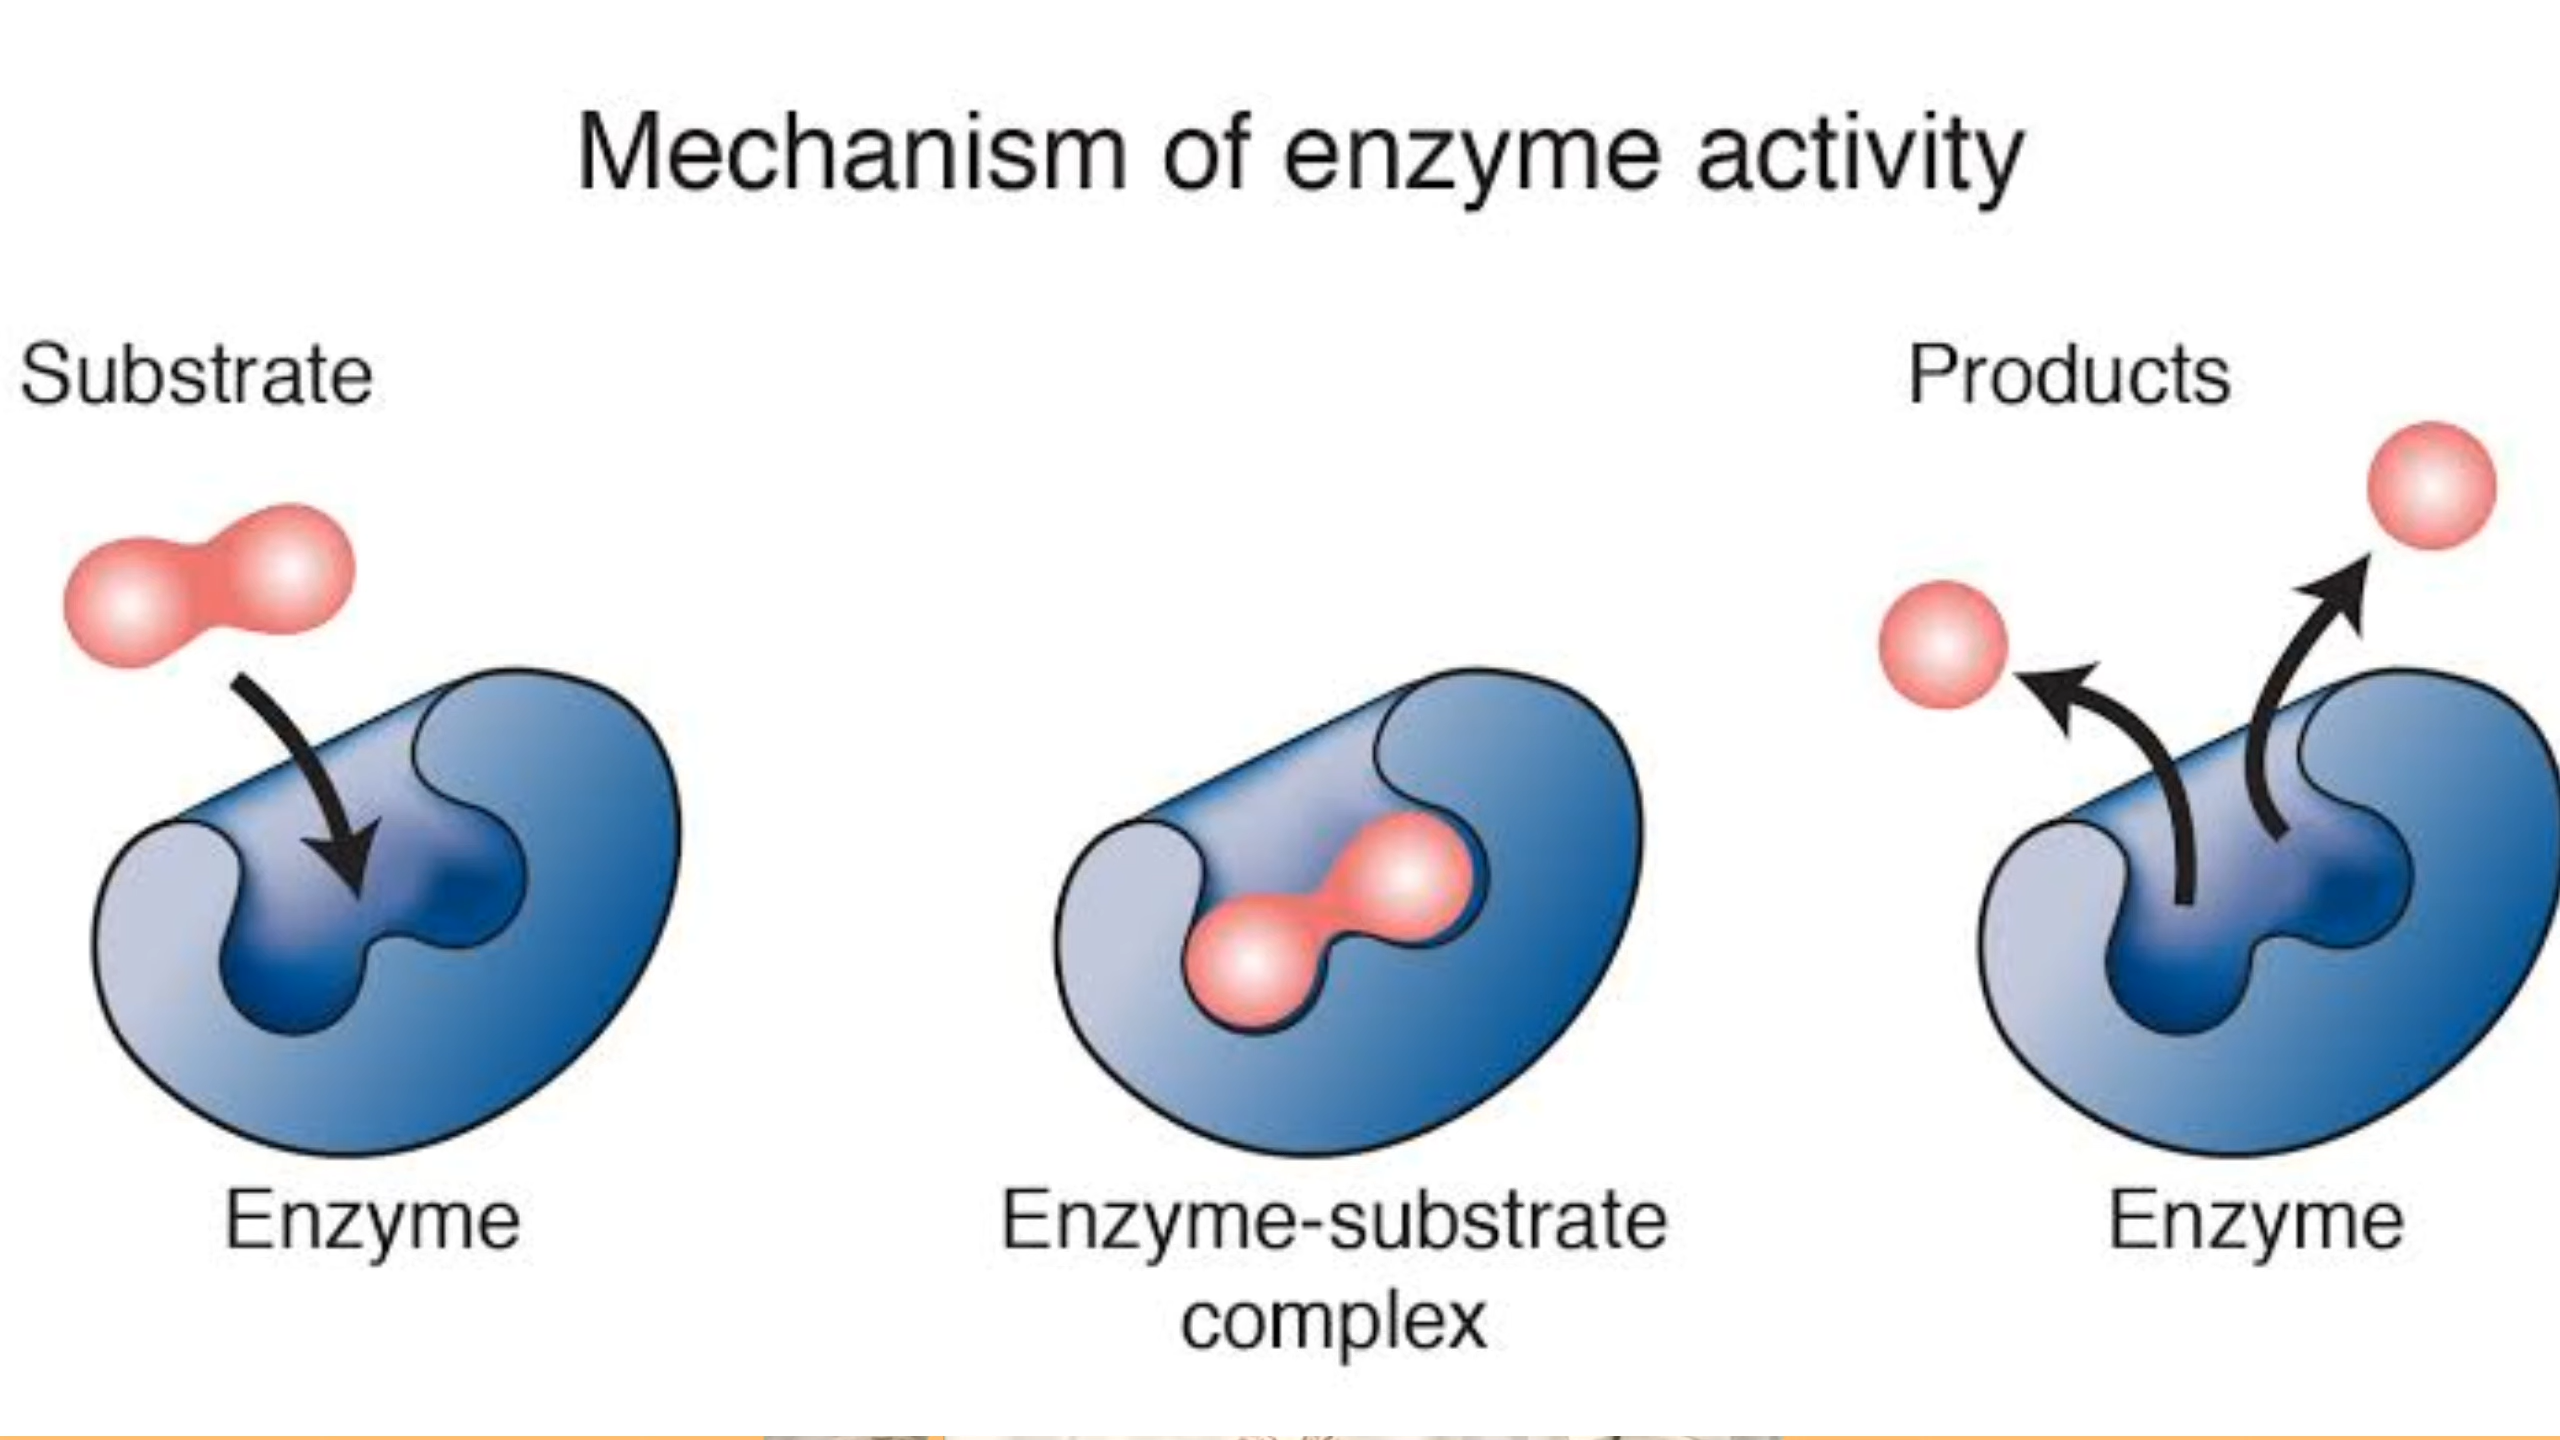 Mechanism of enzyme activity
Substrate
Products
Enzyme
Enzyme-substrate
complex
Enzyme